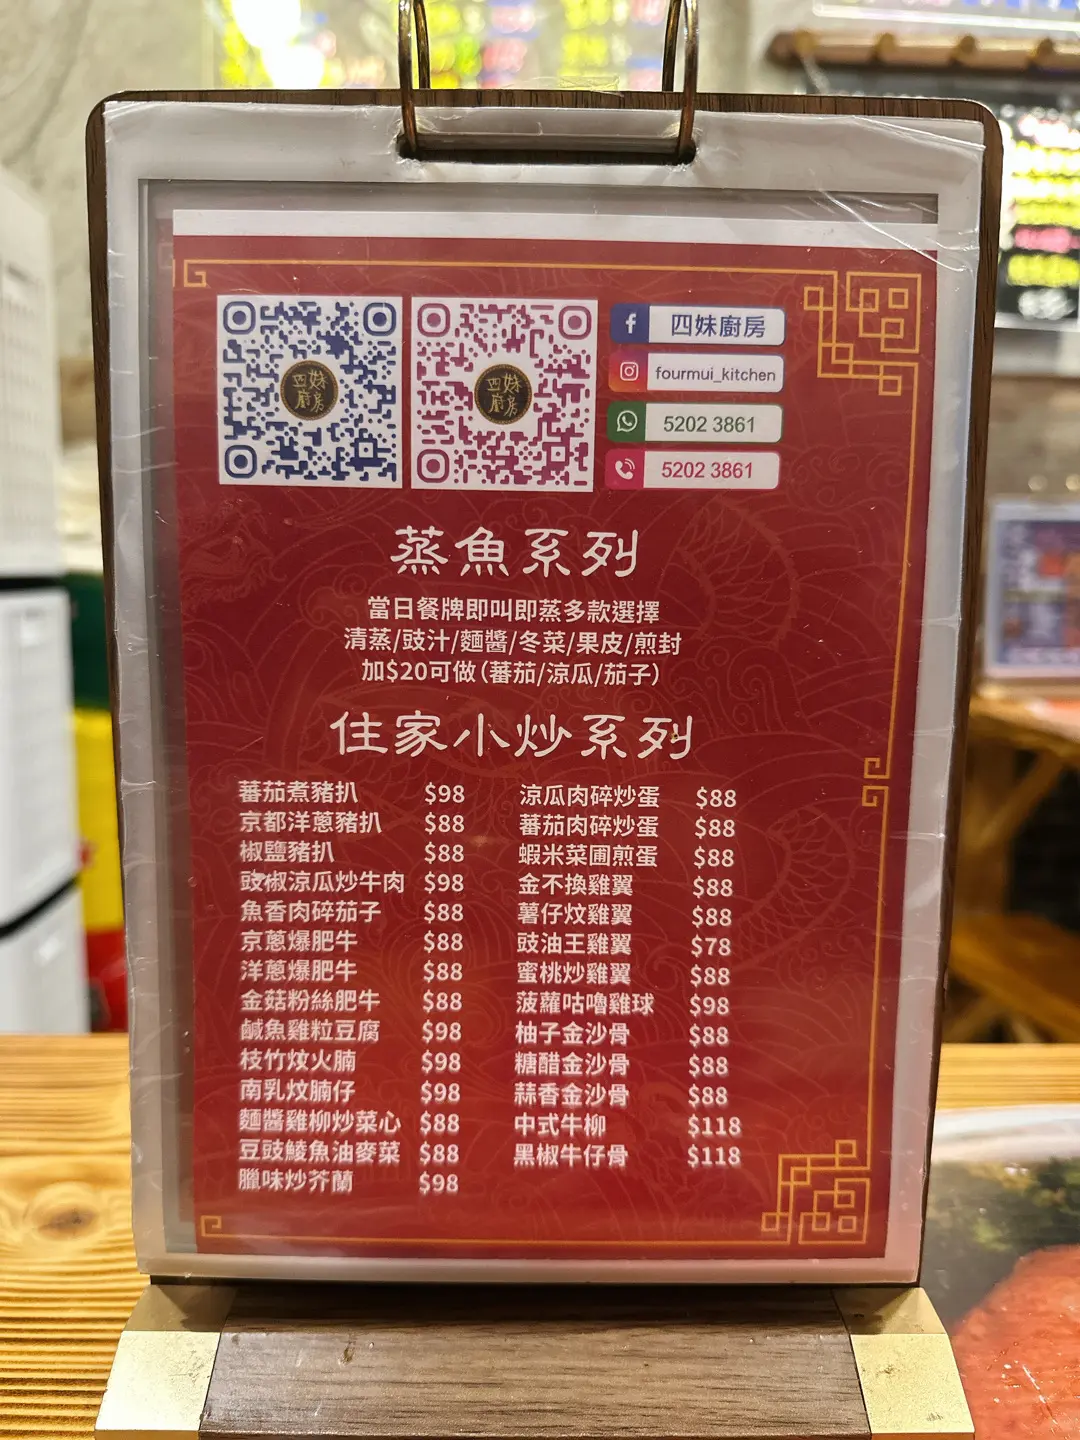 四妹廚房
四妹廚房
四妹廚房
fourmui_kitchen
5202 3861
5202 3861
蒸魚系列
當日餐牌即叫即蒸多款選擇
清蒸/豉汁/麵醬/冬菜/果皮/煎封
加$20可做(蕃茄/涼瓜/茄子)
住家小炒系列
蕃茄煮豬扒 $98
京都洋蔥豬扒 $88
椒鹽豬扒 $88
豉椒涼瓜炒牛肉 $98
魚香肉碎茄子 $88
京蔥爆肥牛 $88
洋蔥爆肥牛 $88
金菇粉絲肥牛 $88
鹹魚雞粒豆腐 $98
枝竹炆火腩 $98
南乳炆腩仔 $98
麵醬雞柳炒菜心 $88
豆豉鯪魚油麥菜 $88
臘味炒芥蘭 $98
涼瓜肉碎炒蛋 $88
蕃茄肉碎炒蛋 $88
蝦米菜圃煎蛋 $88
金不換雞翼 $88
薯仔炆雞翼 $88
豉油王雞翼 $78
蜜桃炒雞翼 $88
菠蘿咕嚕雞球 $98
柚子金沙骨 $88
糖醋金沙骨 $88
蒜香金沙骨 $88
中式牛柳 $118
黑椒牛仔骨 $118